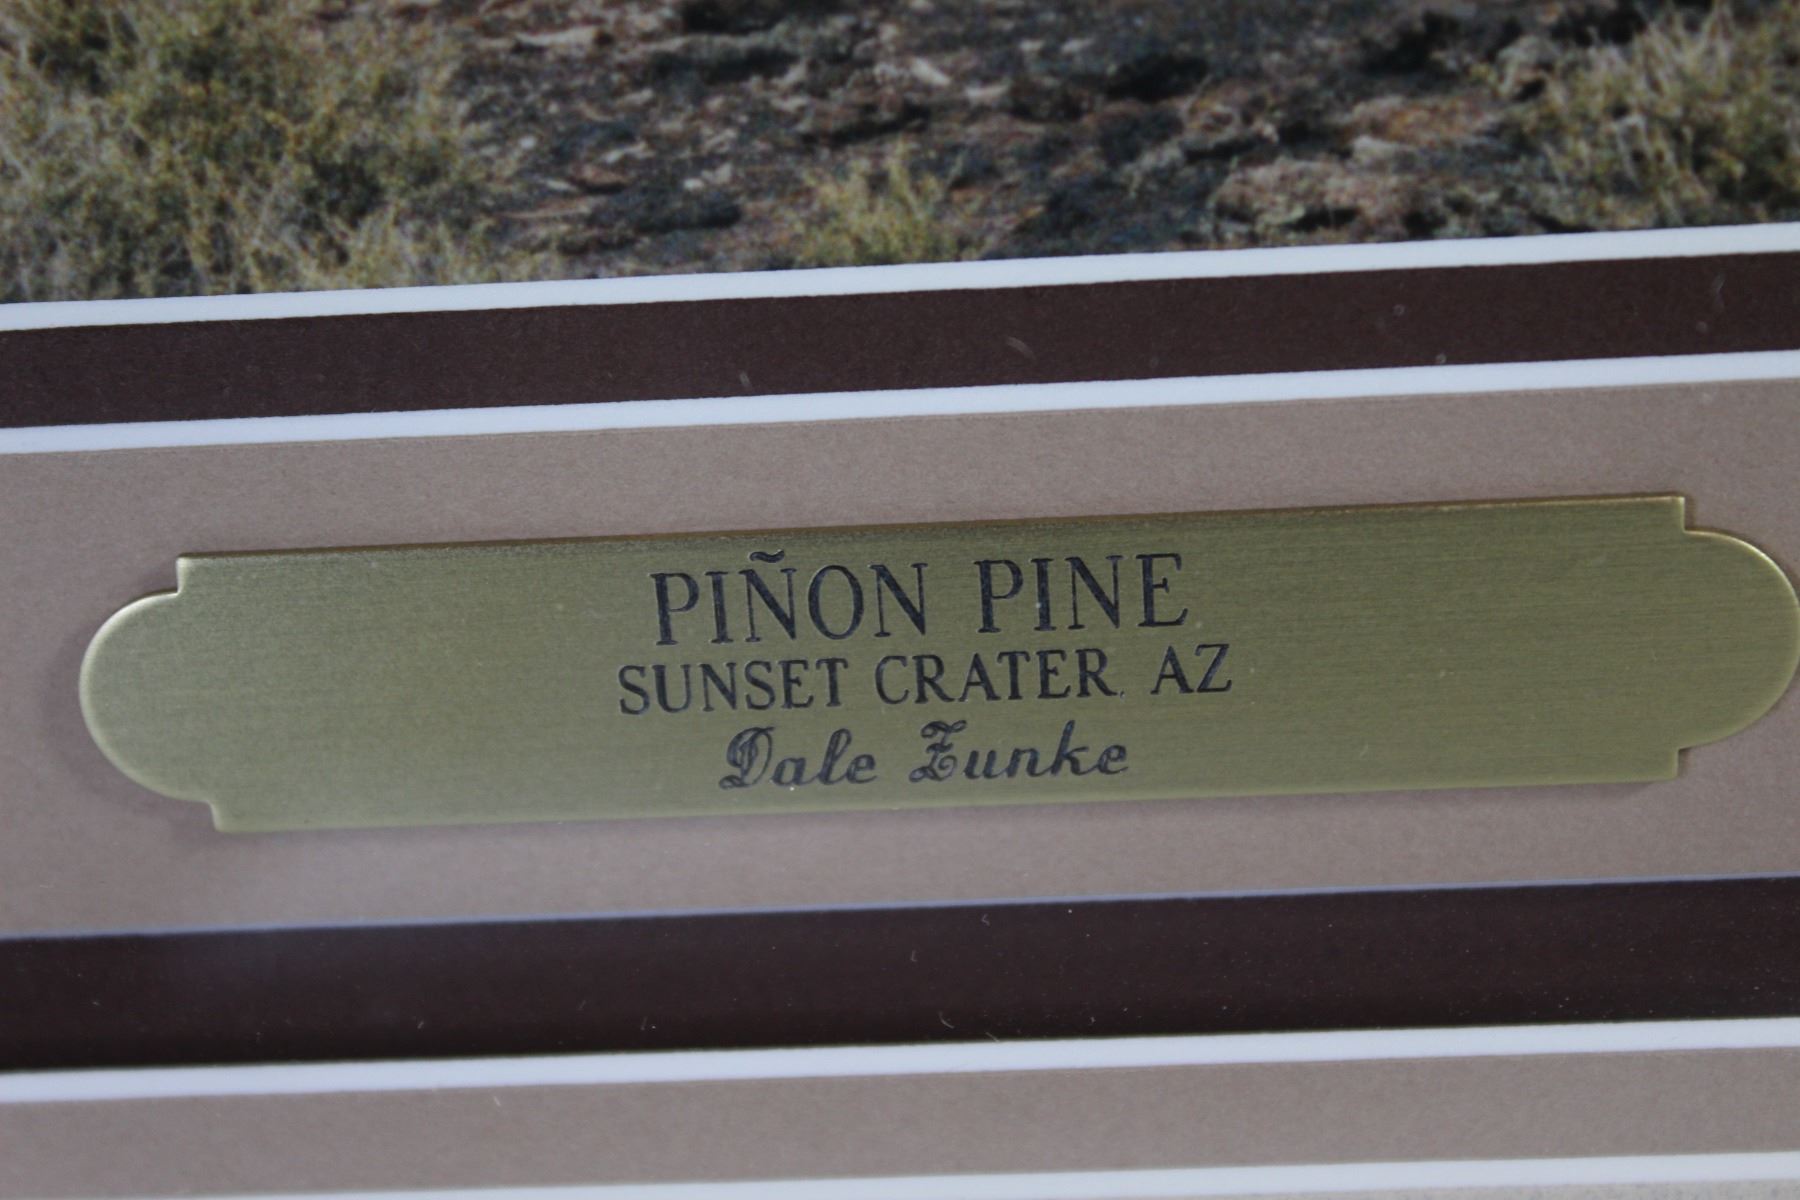 PIÑON PINE
SUNSET CRATER, AZ
Dale Zunke